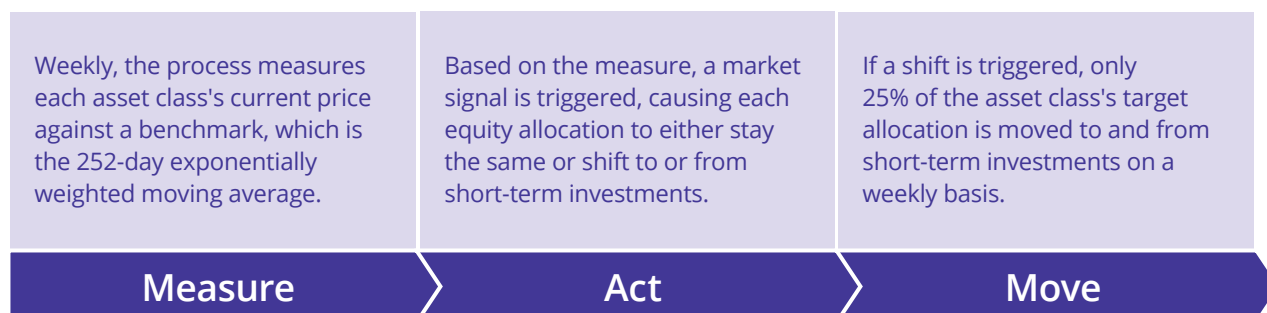 Weekly, the process measures
each asset class's current price
against a benchmark, which is
the 252-day exponentially
weighted moving average.
Based on the measure, a market
signal is triggered, causing each
equity allocation to either stay
the same or shift to or from
short-term investments.
If a shift is triggered, only
25% of the asset class's target
allocation is moved to and from
short-term investments on a
weekly basis.
Measure
Act
Move